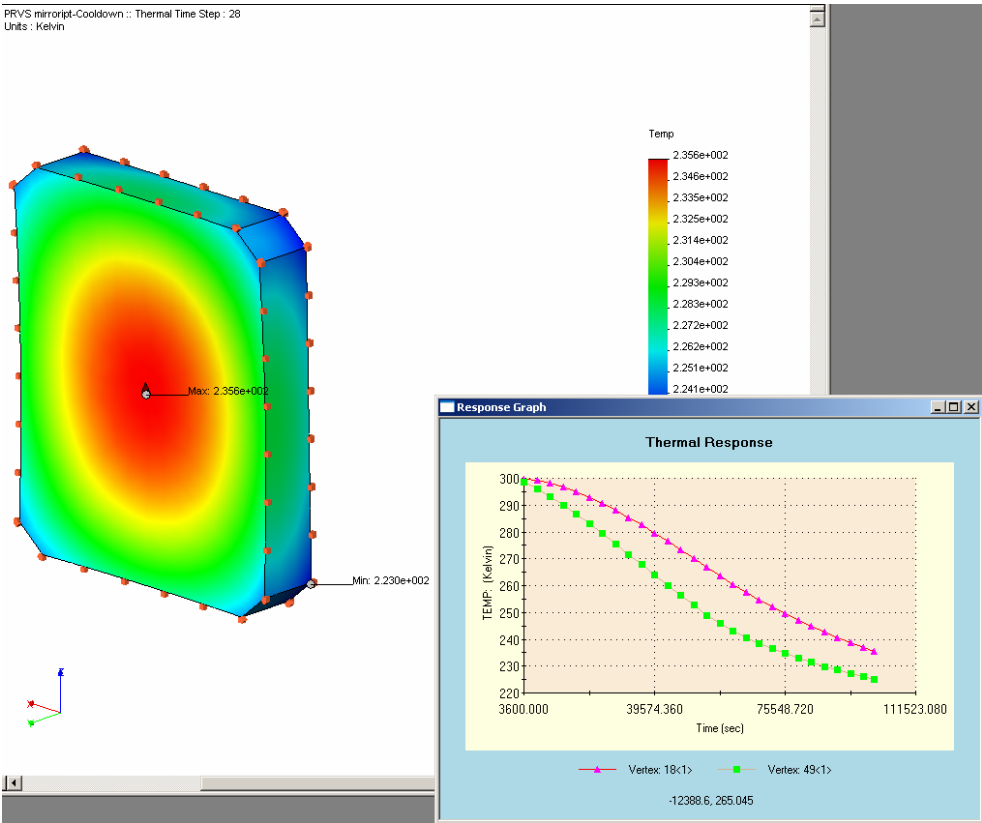 PRVS mirroript-Cooldown :: Thermal Time Step : 28
Units : Kelvin
Temp
2.356e+002
2.346e+002
2.335e+002
2.325e+002
2.314e+002
2.304e+002
2.293e+002
2.283e+002
2.272e+002
2.262e+002
2.251e+002
2.241e+002
Max: 2.356e+002
Min: 2.230e+002
Response Graph
Thermal Response
TEMP: (Kelvin)
300
290
280
270
260
250
240
230
220
3600.000
39574.360
75548.720
111523.080
Time (sec)
Vertex: 18<1>
Vertex: 49<1>
-12388.6, 265.045